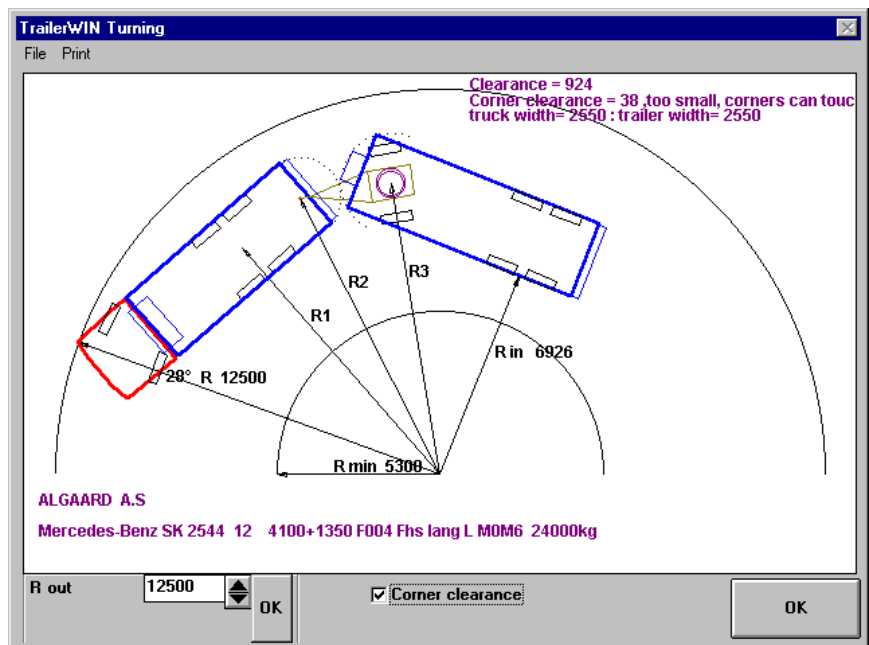 TrailerWIN Turning
File Print
Clearance = 924
Corner clearance = 38 ,too small, corners can touc
truck width= 2550 : trailer width= 2550
R3
R2
R1
R in 6926
28° R 12500
R min 5300
ALGAARD A.S
Mercedes-Benz SK 2544 12 4100+1350 F004 Fhs lang L M0M6 24000kg
R out 12500 OK Corner clearance OK